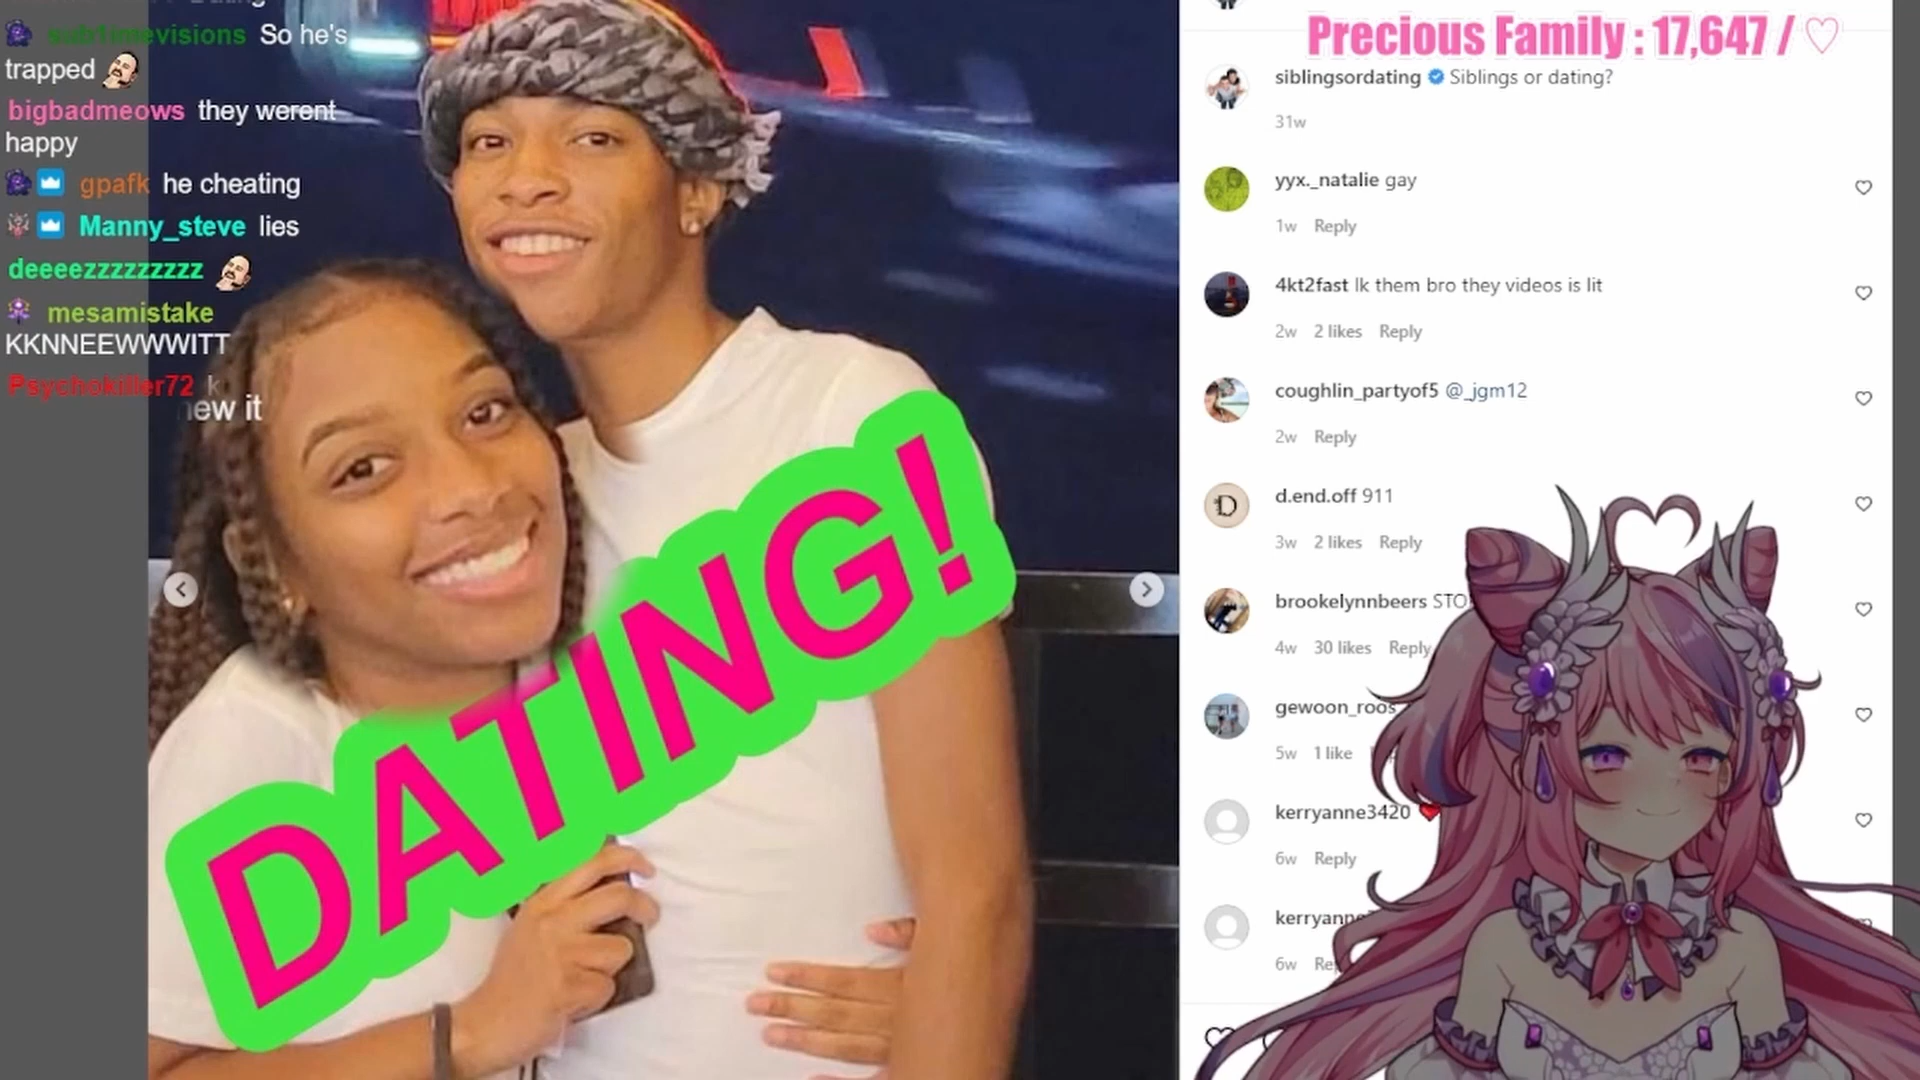 sub1imevisions So he's
trapped
bigbadmeows they werent
happy
gpafk he cheating
Manny_steve lies
deeeezzzzzzzzz
mesamistake
KKNNEEWWWITT
Psychokiller72 k
new it
DATING!
Precious Family : 17,647 / ♡
siblingsordating Siblings or dating?
31w
yyx._natalie gay
1w Reply
4kt2fast Ik them bro they videos is lit
2w 2 likes Reply
coughlin_partyof5 @_jgm12
2w Reply
d.end.off 911
D
3w 2 likes Reply
brookelynnbeers STO
4w 30 likes Reply
gewoon_roos
5w 1 like
kerryanne3420 ❤
6w Reply
6w